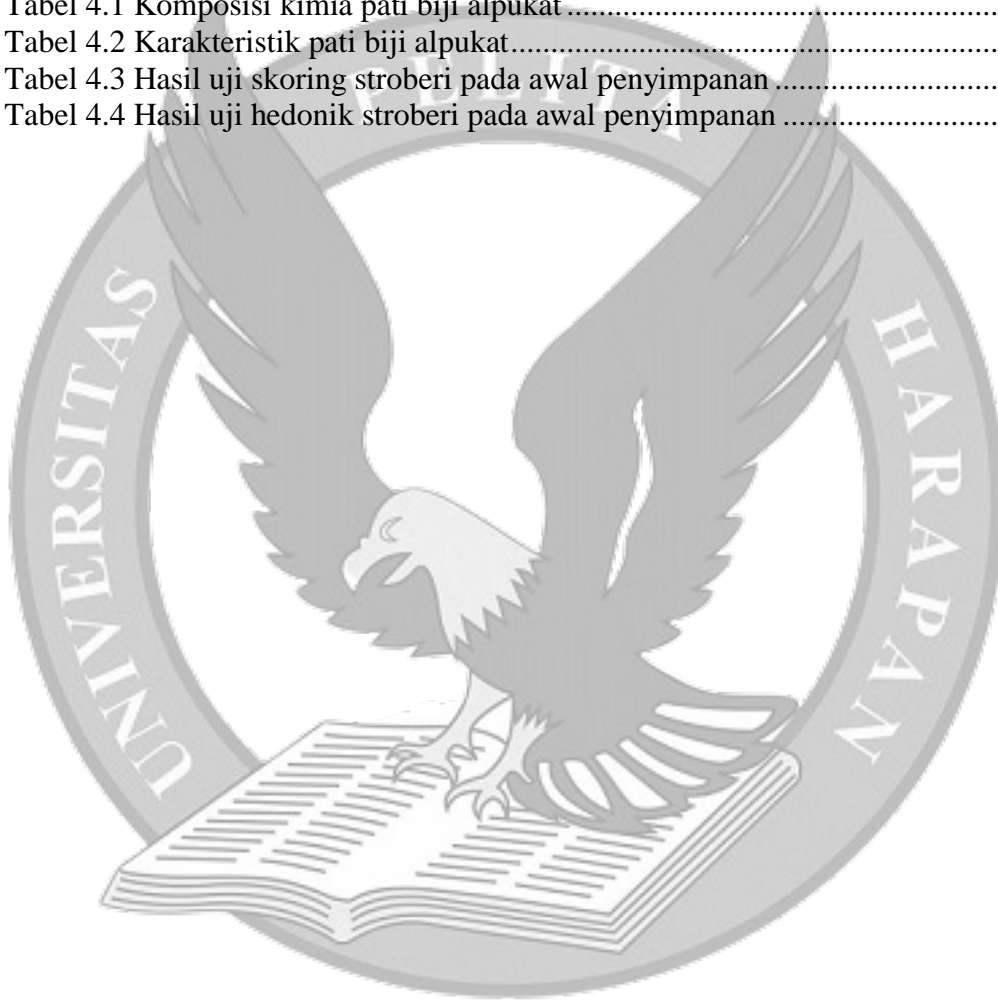 Tabel 4.1 Komposisi kimia pati biji alpukat
Tabel 4.2 Karakteristik pati biji alpukat
Tabel 4.3 Hasil uji skoring stroberi pada awal penyimpanan
Tabel 4.4 Hasil uji hedonik stroberi pada awal penyimpanan
UNIVERSITAS PELITA HARAPAN